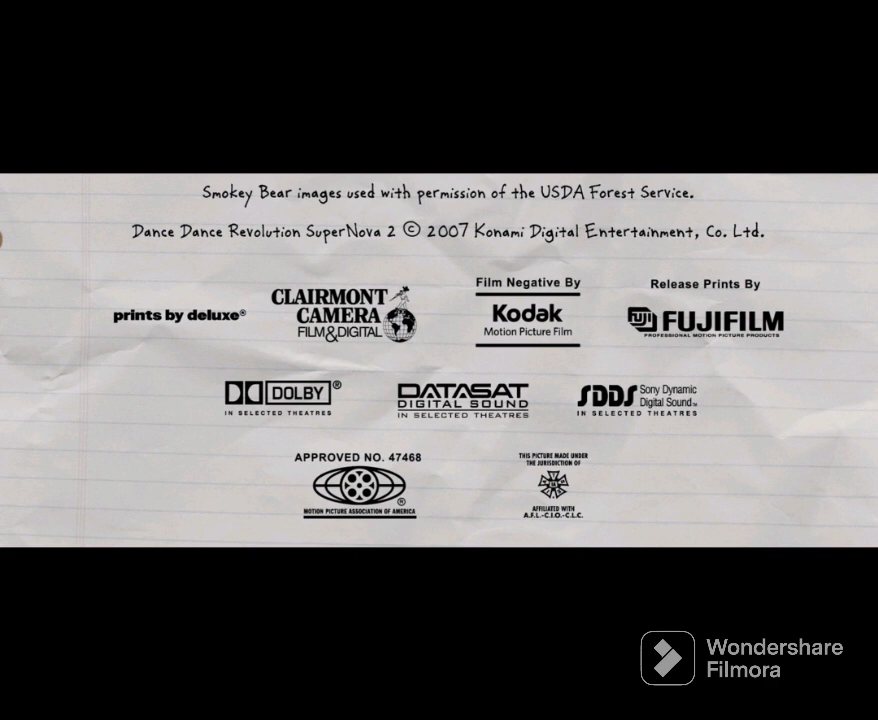 Smokey Bear images used with permission of the USDA Forest Service.
Dance Dance Revolution SuperNova 2 © 2007 Konami Digital Entertainment, Co. Ltd.
prints by deluxe®
CLAIRMONT
CAMERA
FILM&DIGITAL
Film Negative By
Kodak
Motion Picture Film
Release Prints By
FUJI FUJIFILM
PROFESSIONAL MOTION PICTURE PRODUCTS
DOLBY®
IN SELECTED THEATRES
DATASAT
DIGITAL SOUND
IN SELECTED THEATRES
SDDS Sony Dynamic
Digital Sound™
IN SELECTED THEATRES
APPROVED NO. 47468
®
MOTION PICTURE ASSOCIATION OF AMERICA
THIS PICTURE MADE UNDER
THE JURISDICTION OF
AFFILIATED WITH
A.F.L.-C.I.O.-C.L.C.
Wondershare
Filmora